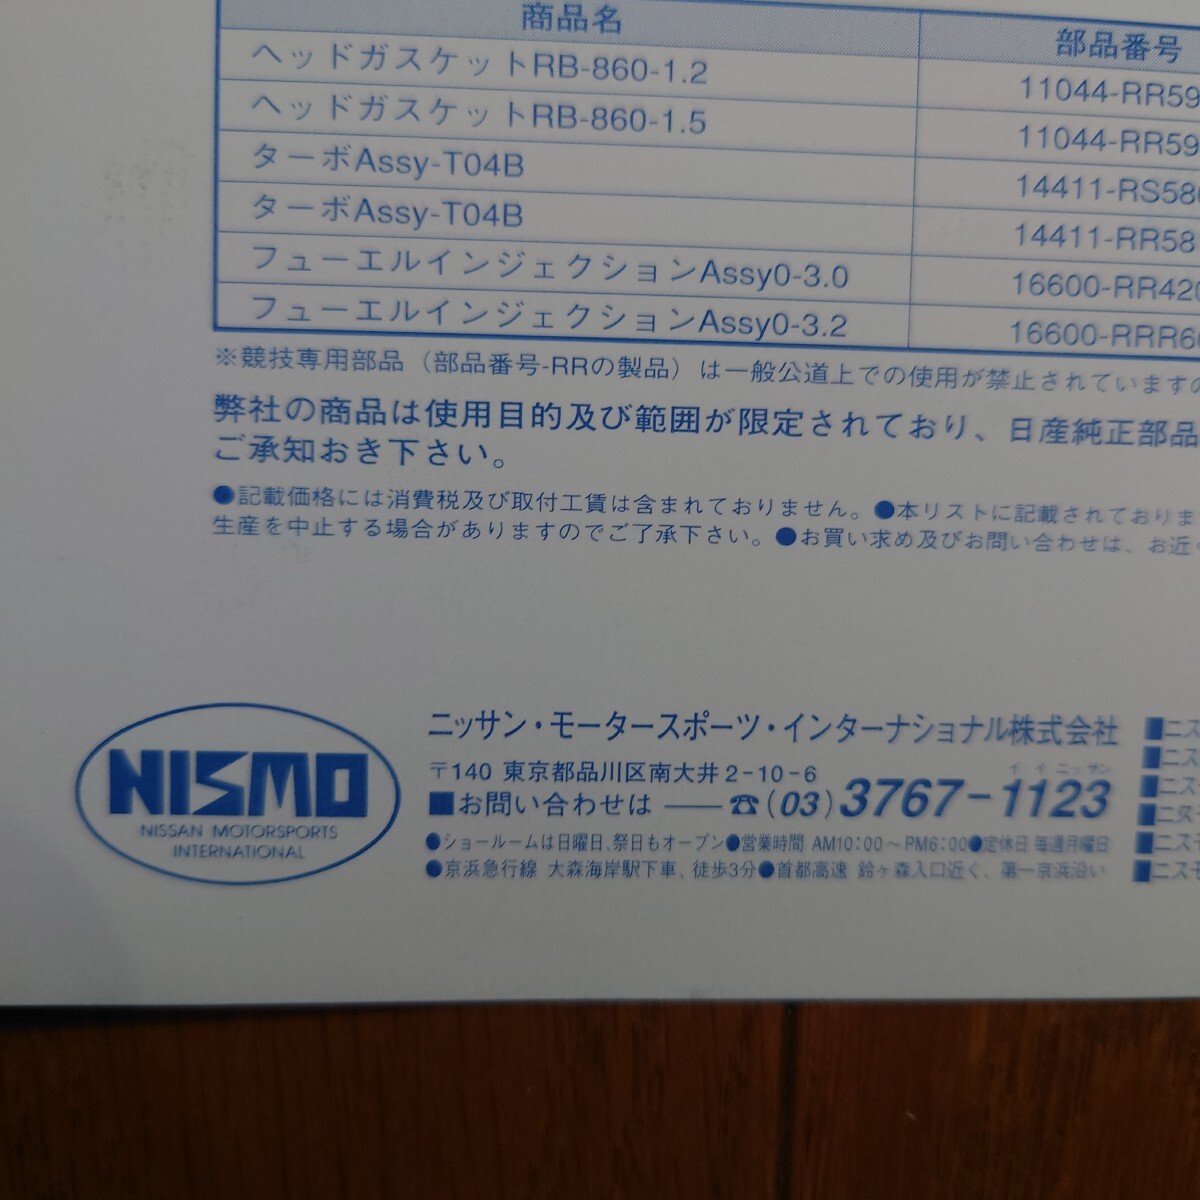 商品名 部品番号
ヘッドガスケットRB-860-1.2 11044-RR59
ヘッドガスケットRB-860-1.5 11044-RR59
ターボAssy-T04B 14411-RS58
ターボAssy-T04B 14411-RR58
フューエルインジェクションAssy0-3.0 16600-RR420
フューエルインジェクションAssy0-3.2 16600-RRR6
※競技専用部品（部品番号-RRの製品）は一般公道上での使用が禁止されていますの
弊社の商品は使用目的及び範囲が限定されており、日産純正部品
ご承知おき下さい。
●記載価格には消費税及び取付工賃は含まれておりません。●本リストに記載されておりま
生産を中止する場合がありますのでご了承下さい。●お買い求め及びお問い合わせは、お近く
NISMO
NISSAN MOTORSPORTS
INTERNATIONAL
ニッサン・モータースポーツ・インターナショナル株式会社
〒140 東京都品川区南大井2-10-6
イイニッサン
■お問い合わせは ――☎(03)3767-1123
●ショールームは日曜日、祭日もオープン●営業時間 AM10:00～PM6:00●定休日 毎週月曜日
●京浜急行線 大森海岸駅下車、徒歩3分●首都高速 鈴ヶ森入口近く、第一京浜沿い
■ニス
■ニス
■ニス
■ニス
■ニスモ